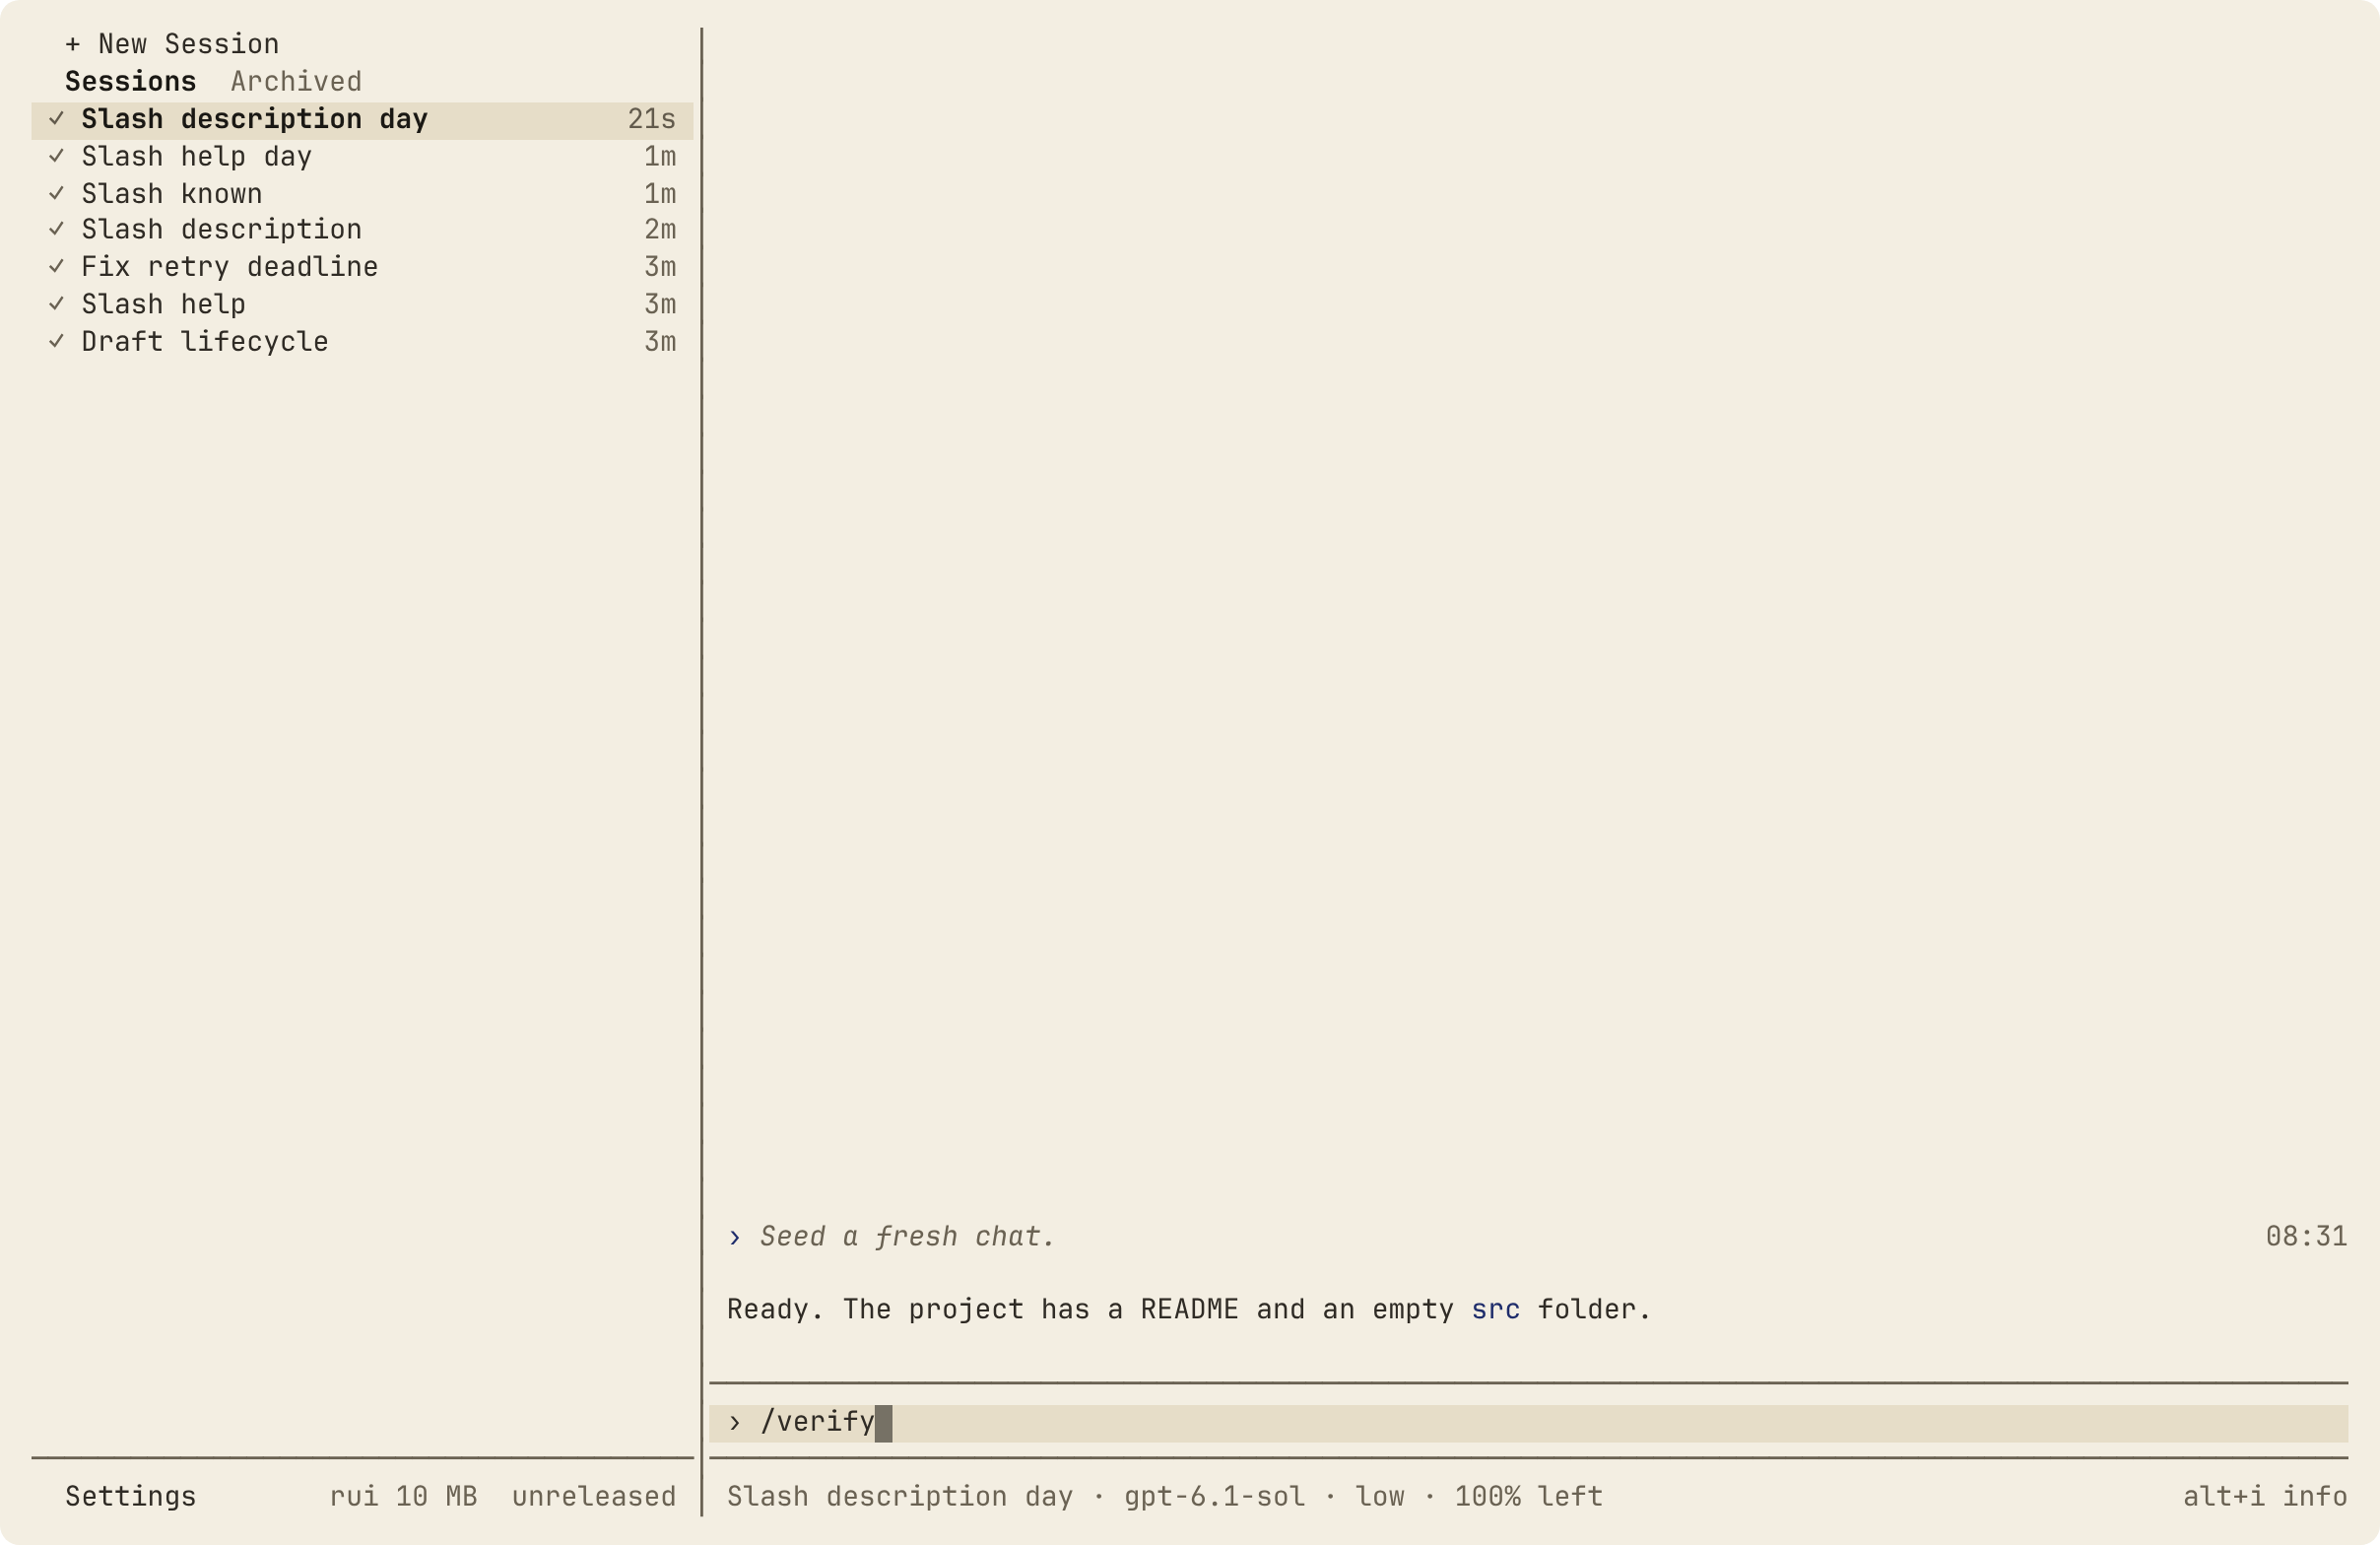 + New Session
Sessions  Archived
✓ Slash description day 21s
✓ Slash help day 1m
✓ Slash known 1m
✓ Slash description 2m
✓ Fix retry deadline 3m
✓ Slash help 3m
✓ Draft lifecycle 3m
› Seed a fresh chat. 08:31
Ready. The project has a README and an empty src folder.
› /verify
Settings rui 10 MB unreleased
Slash description day · gpt-6.1-sol · low · 100% left alt+i info